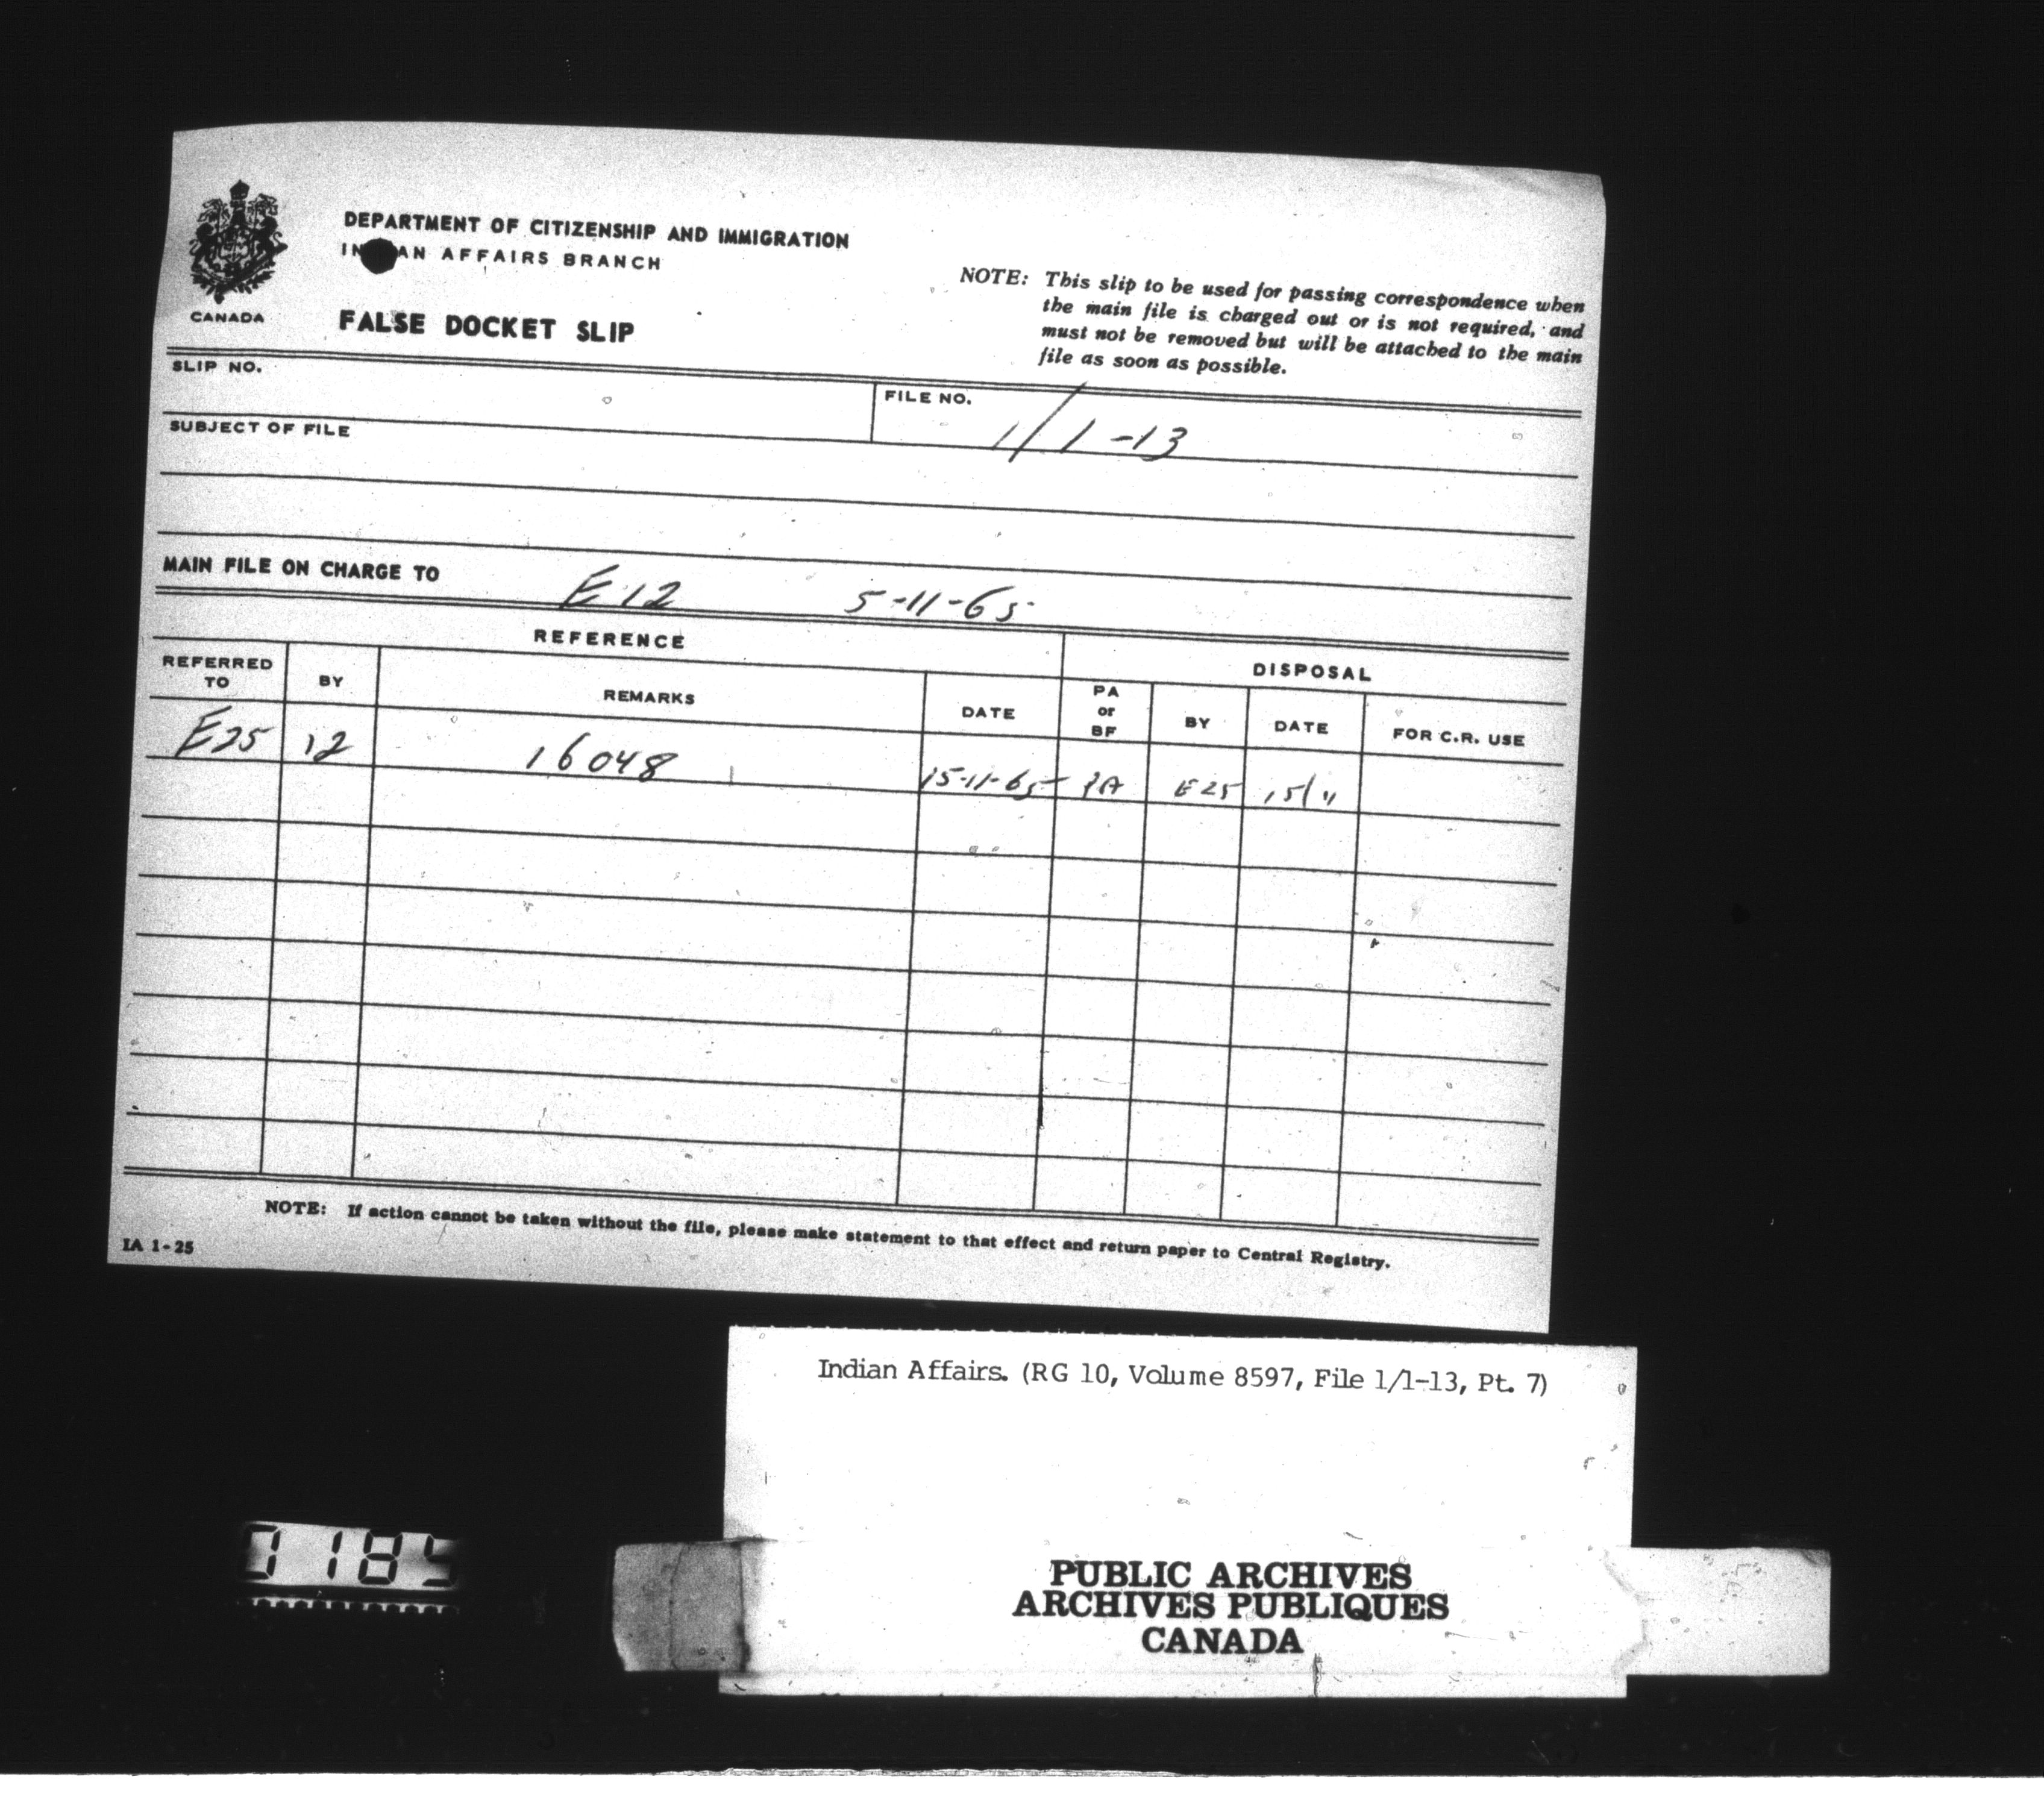 DEPARTMENT OF CITIZENSHIP AND IMMIGRATION
INDIAN AFFAIRS BRANCH
CANADA
FALSE DOCKET SLIP
NOTE: This slip to be used for passing correspondence when
the main file is charged out or is not required, and
must not be removed but will be attached to the main
file as soon as possible.
SLIP NO.
FILE NO.
1/1-13
SUBJECT OF FILE
MAIN FILE ON CHARGE TO E12 5-11-65
REFERENCE
DISPOSAL
REFERRED TO
BY
REMARKS
DATE
PA or BF
BY
DATE
FOR C.R. USE
E25 12 16048 15-11-65 PA E25 15/11
NOTE: If action cannot be taken without the file, please make statement to that effect and return paper to Central Registry.
IA 1-25
Indian Affairs. (RG 10, Volume 8597, File 1/1-13, Pt. 7)
PUBLIC ARCHIVES
ARCHIVES PUBLIQUES
CANADA